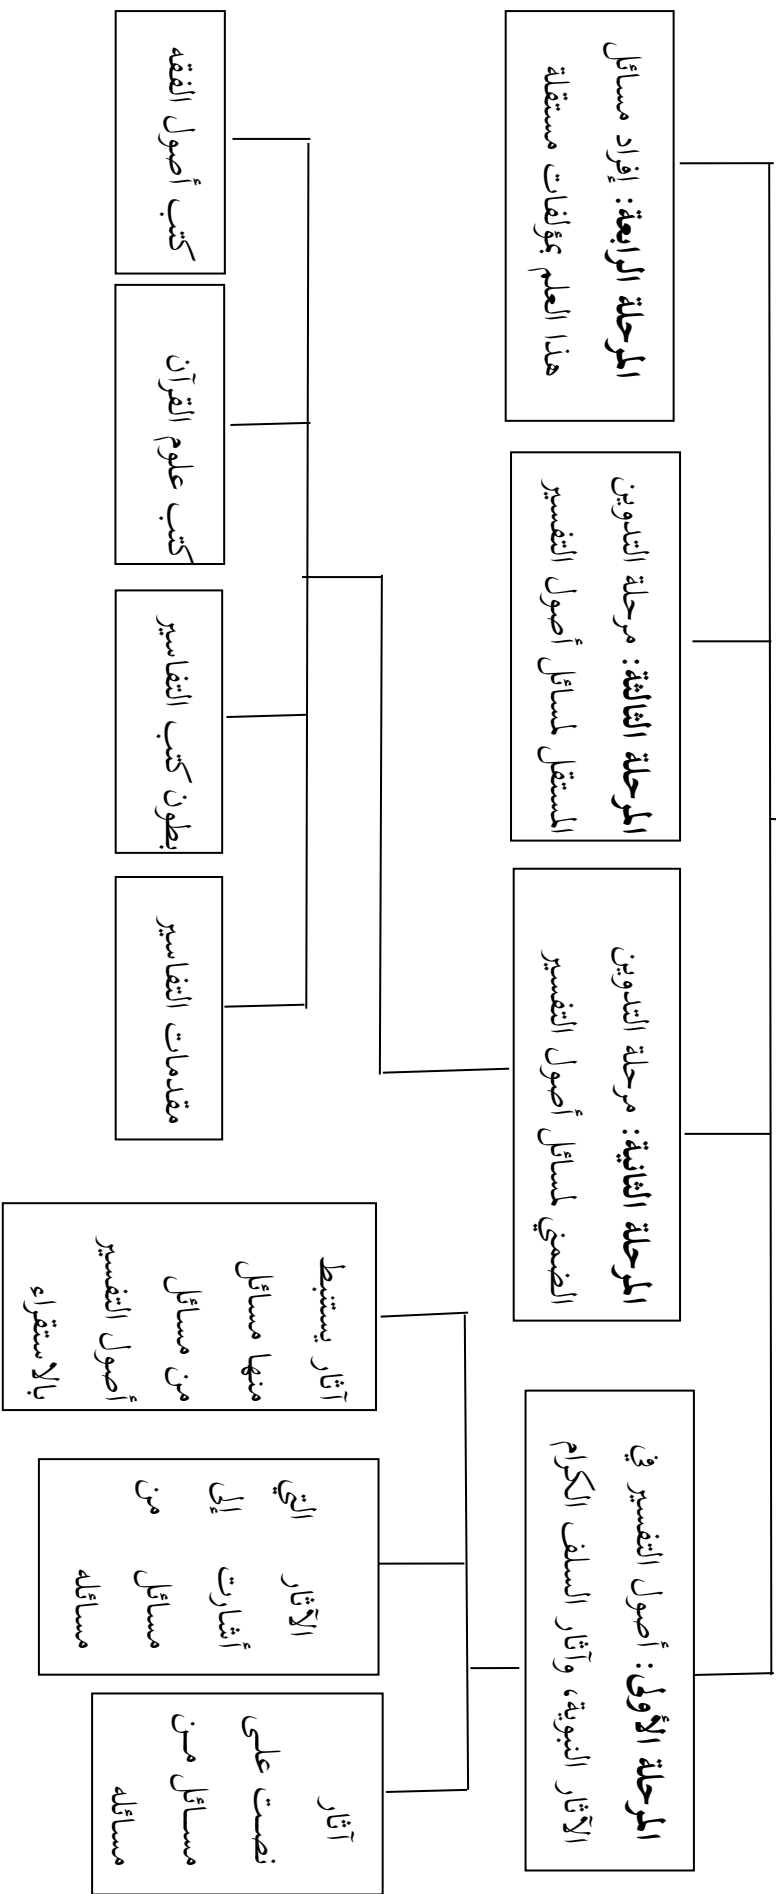 المرحلة الأولى: أصول التفسير في
الآثار النبوية، وآثار السلف الكرام
المرحلة الثانية: مرحلة التدوين
الضمني لمسائل أصول التفسير
المرحلة الثالثة: مرحلة التدوين
المستقل لمسائل أصول التفسير
المرحلة الرابعة: إفراد مسائل
هذا العلم بمؤلفات مستقلة
آثار
نصت على
مسائل من
مسائله
الآثار التي
أشارت إلى
مسائل من
مسائله
آثار يستنبط
منها مسائل
من مسائل
أصول التفسير
بالاستقراء
مقدمات التفاسير
بطون كتب التفاسير
كتب علوم القرآن
كتب أصول الفقه